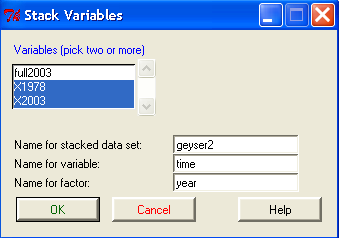 Stack Variables
Variables (pick two or more)
full2003
X1978
X2003
Name for stacked data set: geyser2
Name for variable: time
Name for factor: year
OK Cancel Help